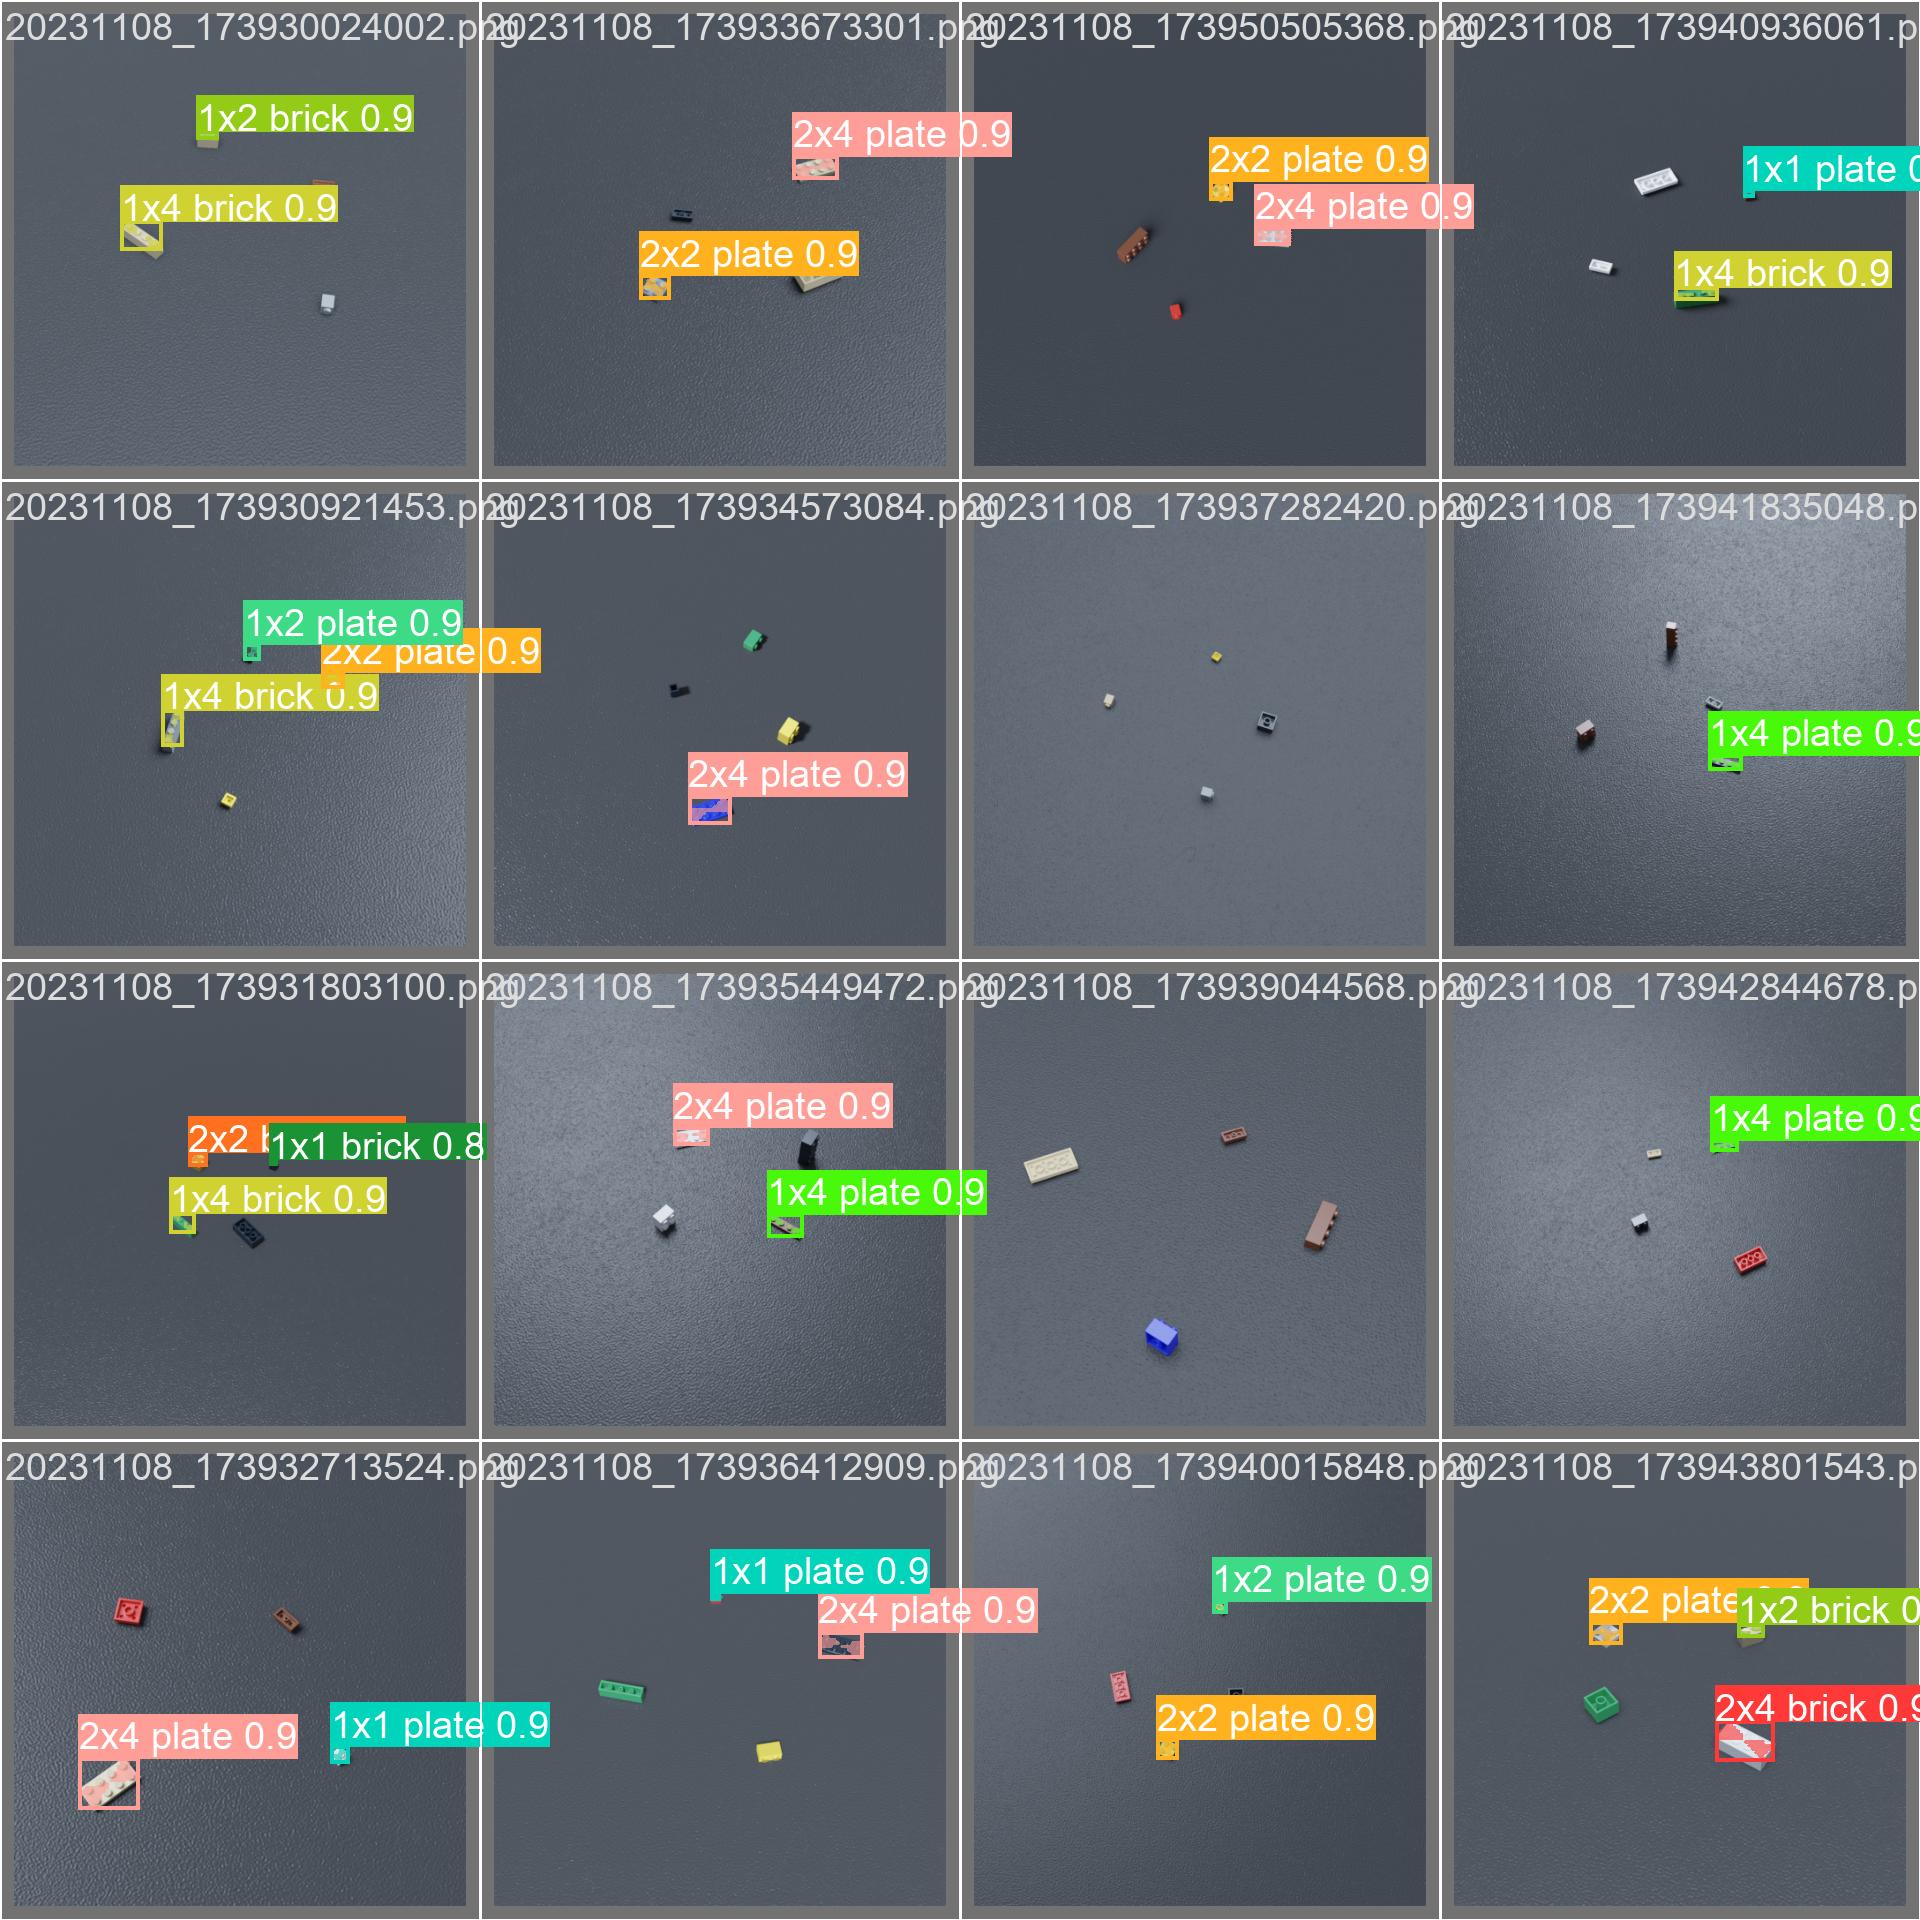 20231108_173930024002.png
1x2 brick 0.9
1x4 brick 0.9
20231108_173933673301.png
2x4 plate 0.9
2x2 plate 0.9
20231108_173950505368.png
2x2 plate 0.9
2x4 plate 0.9
20231108_173940936061.p
1x1 plate 0
1x4 brick 0.9
20231108_173930921453.png
1x2 plate 0.9
2x2 plate 0.9
1x4 brick 0.9
20231108_173934573084.png
2x4 plate 0.9
20231108_173937282420.png
20231108_173941835048.p
1x4 plate 0.9
20231108_173931803100.png
2x2 b
1x1 brick 0.8
1x4 brick 0.9
20231108_173935449472.png
2x4 plate 0.9
1x4 plate 0.9
20231108_173939044568.png
20231108_173942844678.p
1x4 plate 0.9
20231108_173932713524.png
2x4 plate 0.9
1x1 plate 0.9
20231108_173936412909.png
1x1 plate 0.9
2x4 plate 0.9
20231108_173940015848.png
1x2 plate 0.9
2x2 plate 0.9
20231108_173943801543.p
2x2 plate
1x2 brick 0
2x4 brick 0.9